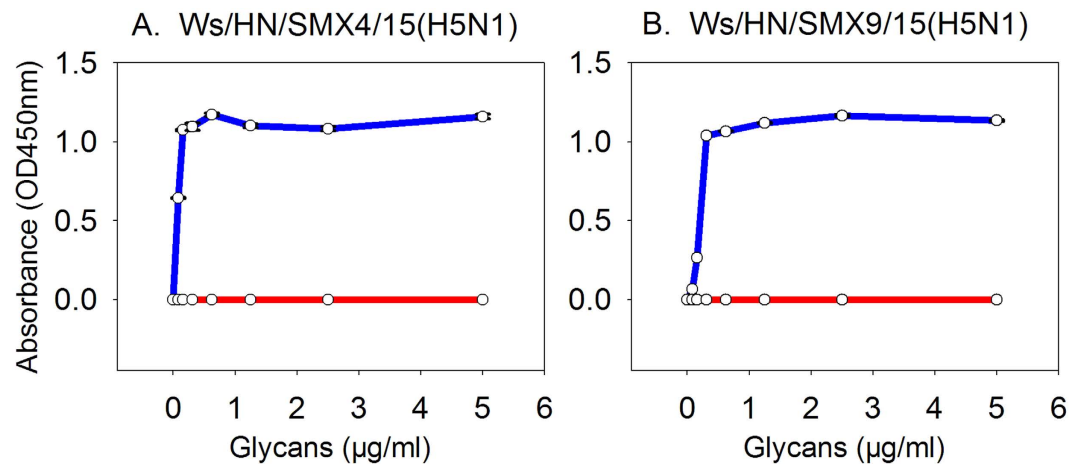 A. Ws/HN/SMX4/15(H5N1)
B. Ws/HN/SMX9/15(H5N1)
Absorbance (OD450nm)
1.5
1.0
0.5
0.0
0 1 2 3 4 5 6
Glycans (µg/ml)
1.5
1.0
0.5
0.0
0 1 2 3 4 5 6
Glycans (µg/ml)